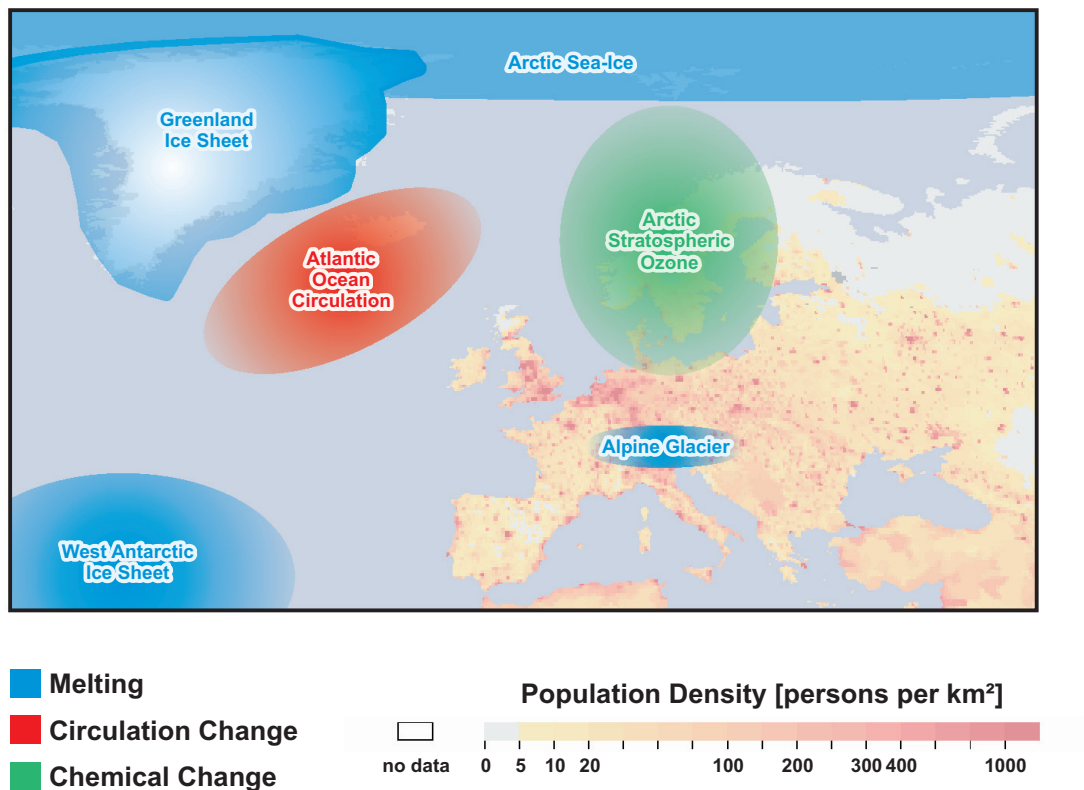 Arctic Sea-Ice
Greenland
Ice Sheet
Arctic
Stratospheric
Ozone
Atlantic
Ocean
Circulation
Alpine Glacier
West Antarctic
Ice Sheet
Melting
Circulation Change
Chemical Change
Population Density [persons per km²]
no data 0 5 10 20 100 200 300 400 1000